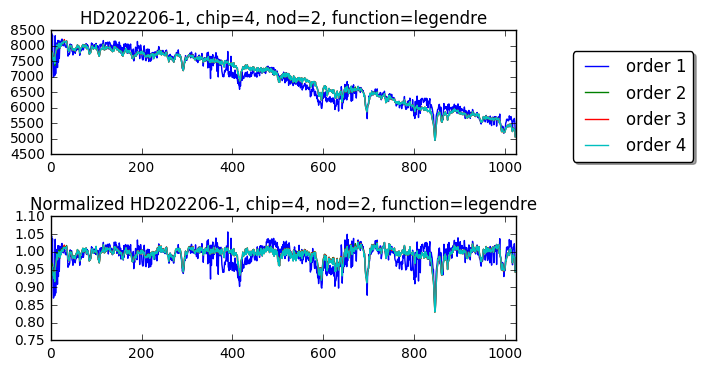 HD202206-1, chip=4, nod=2, function=legendre
8500
8000
7500
7000
6500
6000
5500
5000
4500
0 200 400 600 800 1000
order 1
order 2
order 3
order 4
Normalized HD202206-1, chip=4, nod=2, function=legendre
1.10
1.05
1.00
0.95
0.90
0.85
0.80
0.75
0 200 400 600 800 1000